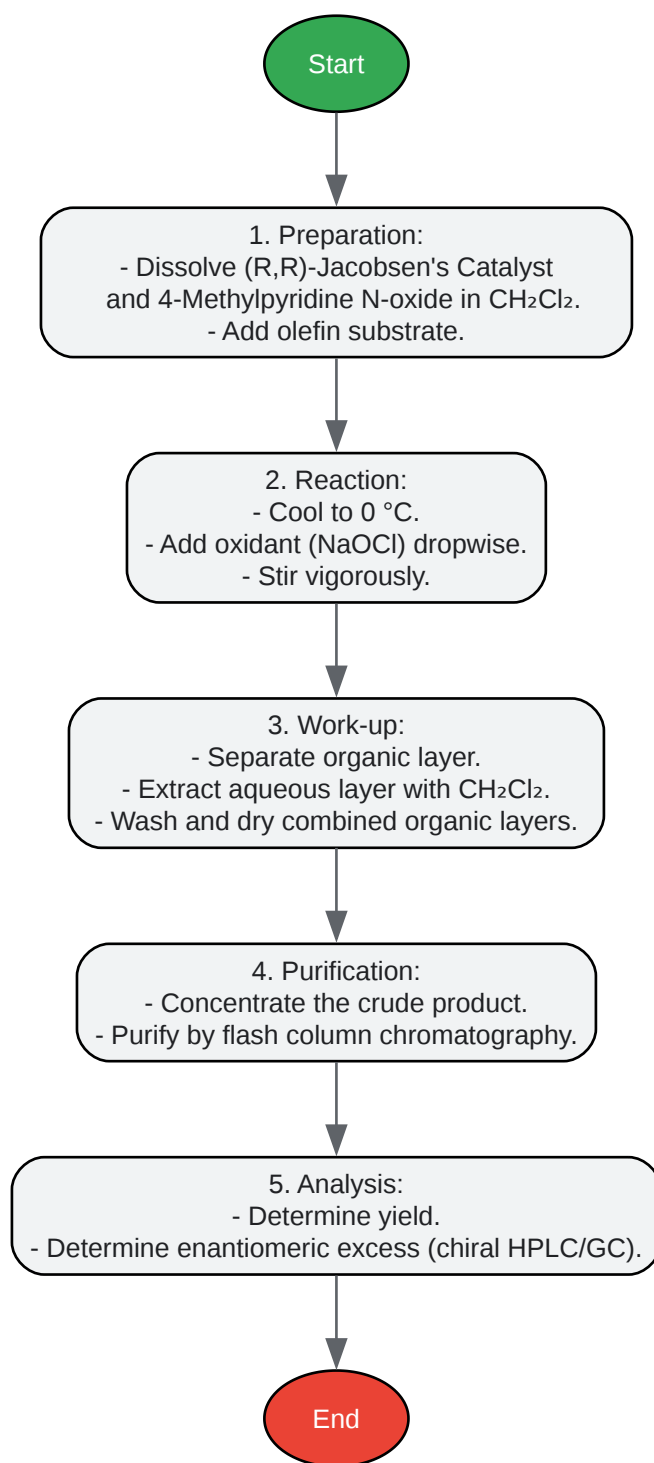 Start
1. Preparation:
- Dissolve (R,R)-Jacobsen's Catalyst
and 4-Methylpyridine N-oxide in CH₂Cl₂.
- Add olefin substrate.
2. Reaction:
- Cool to 0 °C.
- Add oxidant (NaOCl) dropwise.
- Stir vigorously.
3. Work-up:
- Separate organic layer.
- Extract aqueous layer with CH₂Cl₂.
- Wash and dry combined organic layers.
4. Purification:
- Concentrate the crude product.
- Purify by flash column chromatography.
5. Analysis:
- Determine yield.
- Determine enantiomeric excess (chiral HPLC/GC).
End